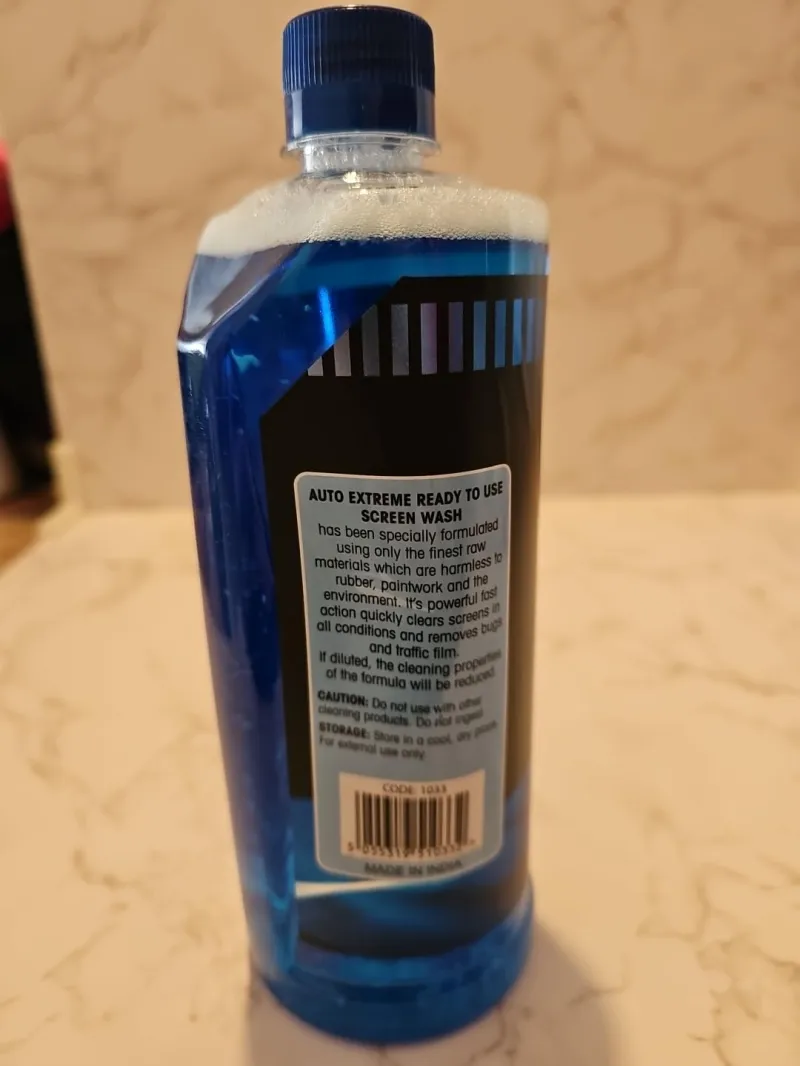 AUTO EXTREME READY TO USE
SCREEN WASH
has been specially formulated
using only the finest raw
materials which are harmless to
rubber, paintwork and the
environment. It's powerful fast
action quickly clears screens in
all conditions and removes bugs
and traffic film.
If diluted, the cleaning properties
of the formula will be reduced.
CAUTION: Do not use with other
cleaning products. Do not ingest
STORAGE: Store in a cool, dry place.
For external use only.
CODE: 1033
MADE IN INDIA